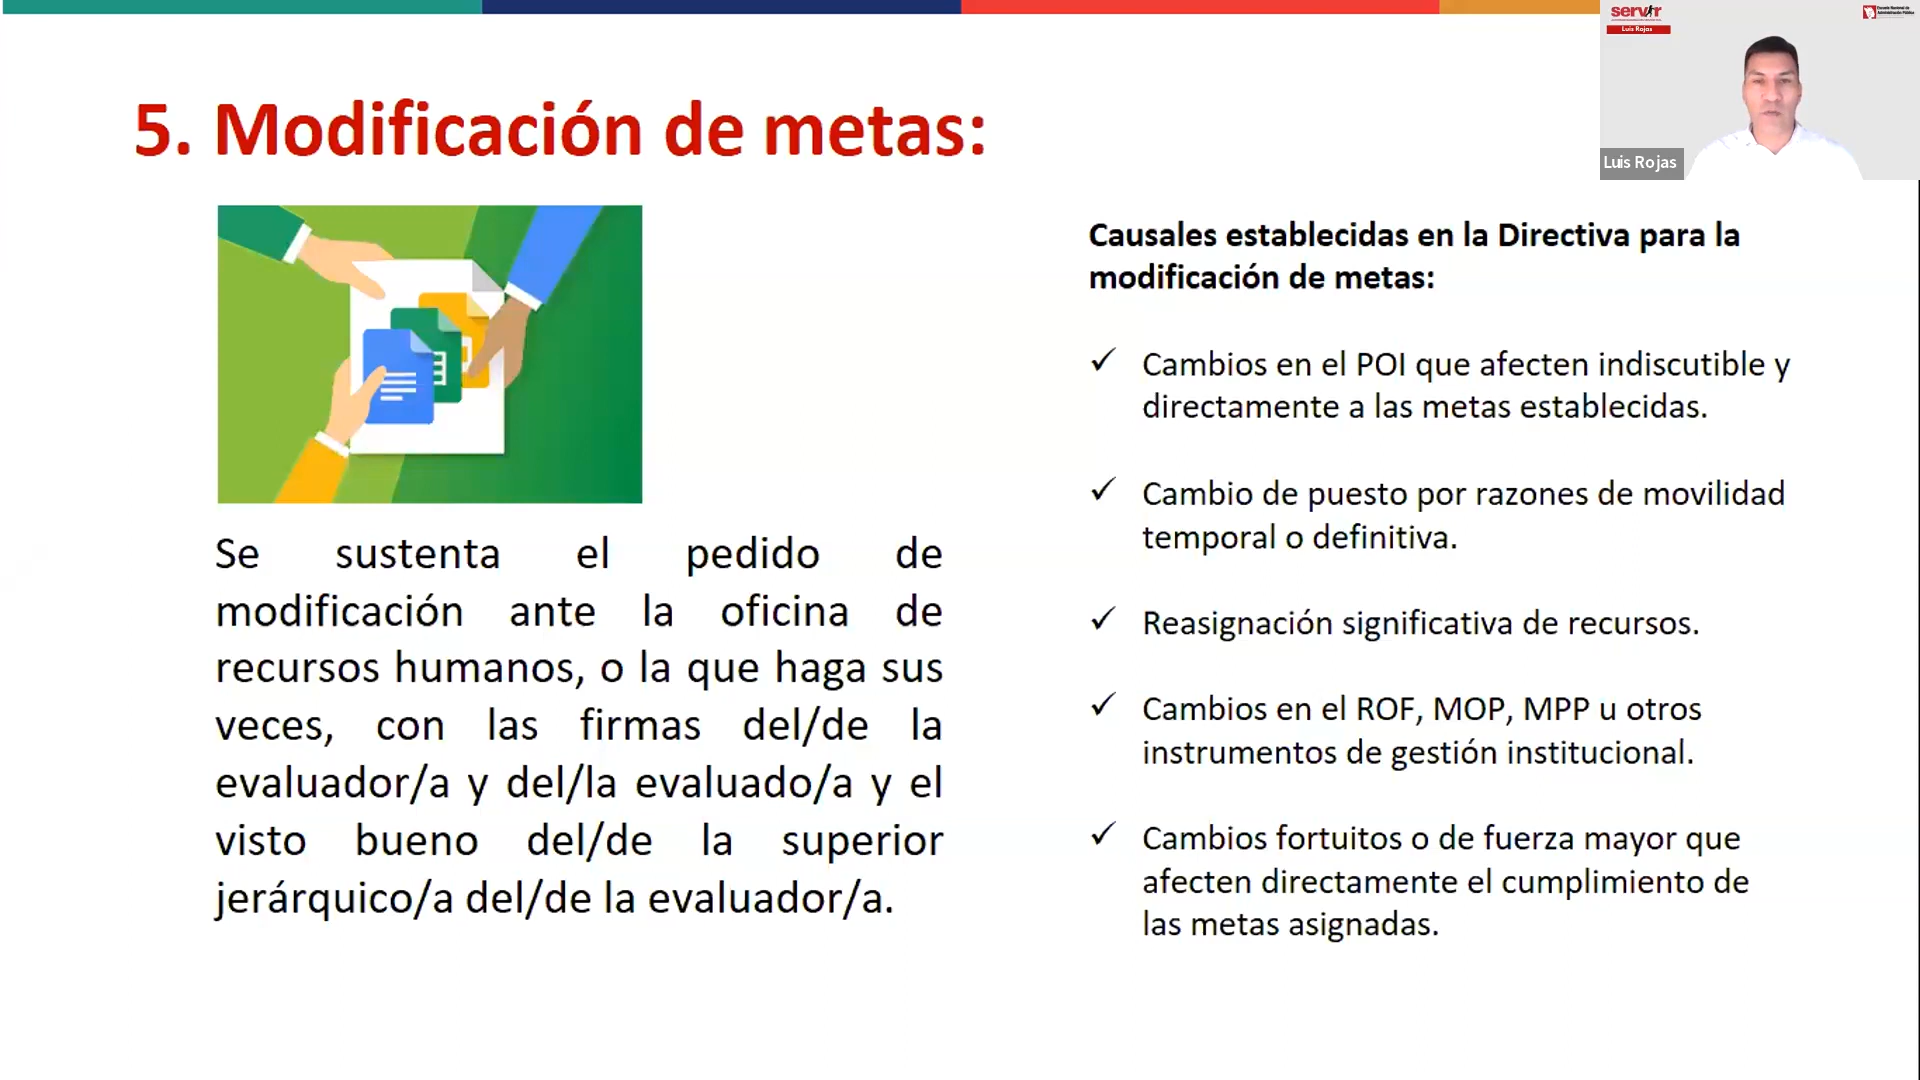 5. Modificación de metas:
Se sustenta el pedido de
modificación ante la oficina de
recursos humanos, o la que haga sus
veces, con las firmas del/de la
evaluador/a y del/la evaluado/a y el
visto bueno del/de la superior
jerárquico/a del/de la evaluador/a.
Causales establecidas en la Directiva para la
modificación de metas:
✓ Cambios en el POI que afecten indiscutible y
directamente a las metas establecidas.
✓ Cambio de puesto por razones de movilidad
temporal o definitiva.
✓ Reasignación significativa de recursos.
✓ Cambios en el ROF, MOP, MPP u otros
instrumentos de gestión institucional.
✓ Cambios fortuitos o de fuerza mayor que
afecten directamente el cumplimiento de
las metas asignadas.
servir
Luis Rojas
Escuela Nacional de
Administración Pública
Luis Rojas